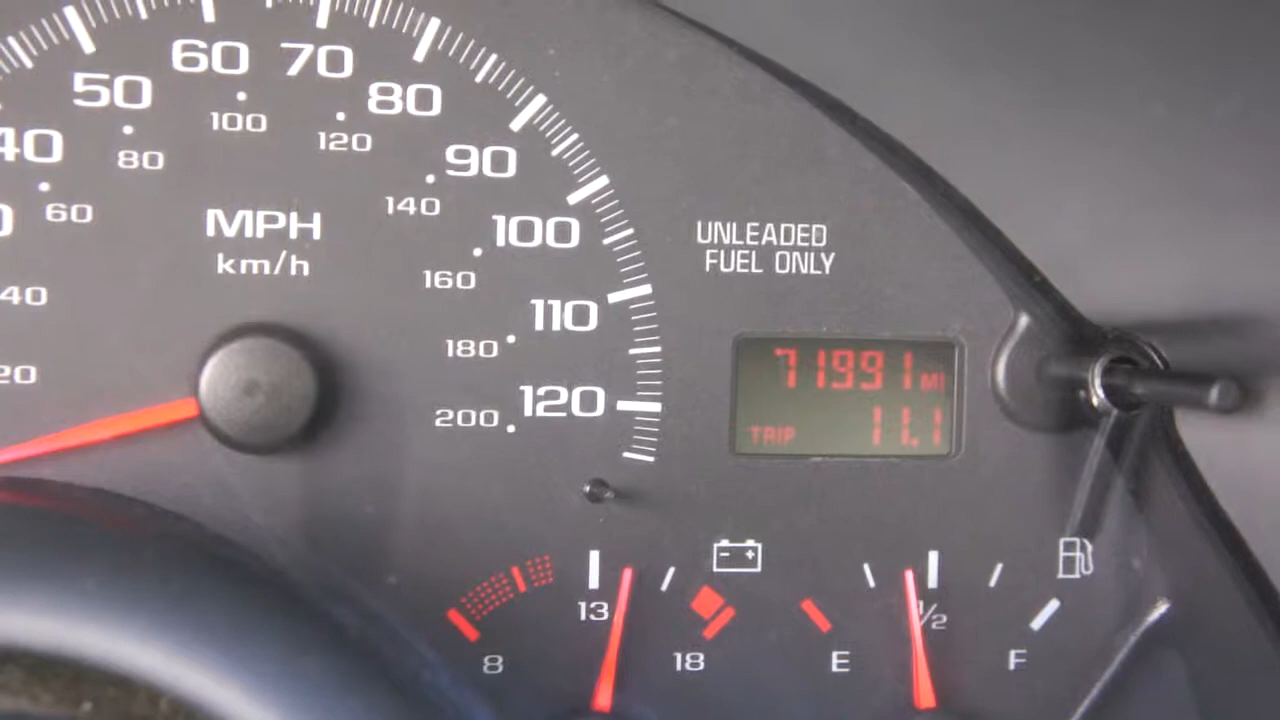 60 70
50 80
100
40 120
80 90
60 140
MPH 100
km/h
160
40
110
180
20
120
200
UNLEADED
FUEL ONLY
71991 MI
TRIP 11.1
13 1/2
8 18 E F